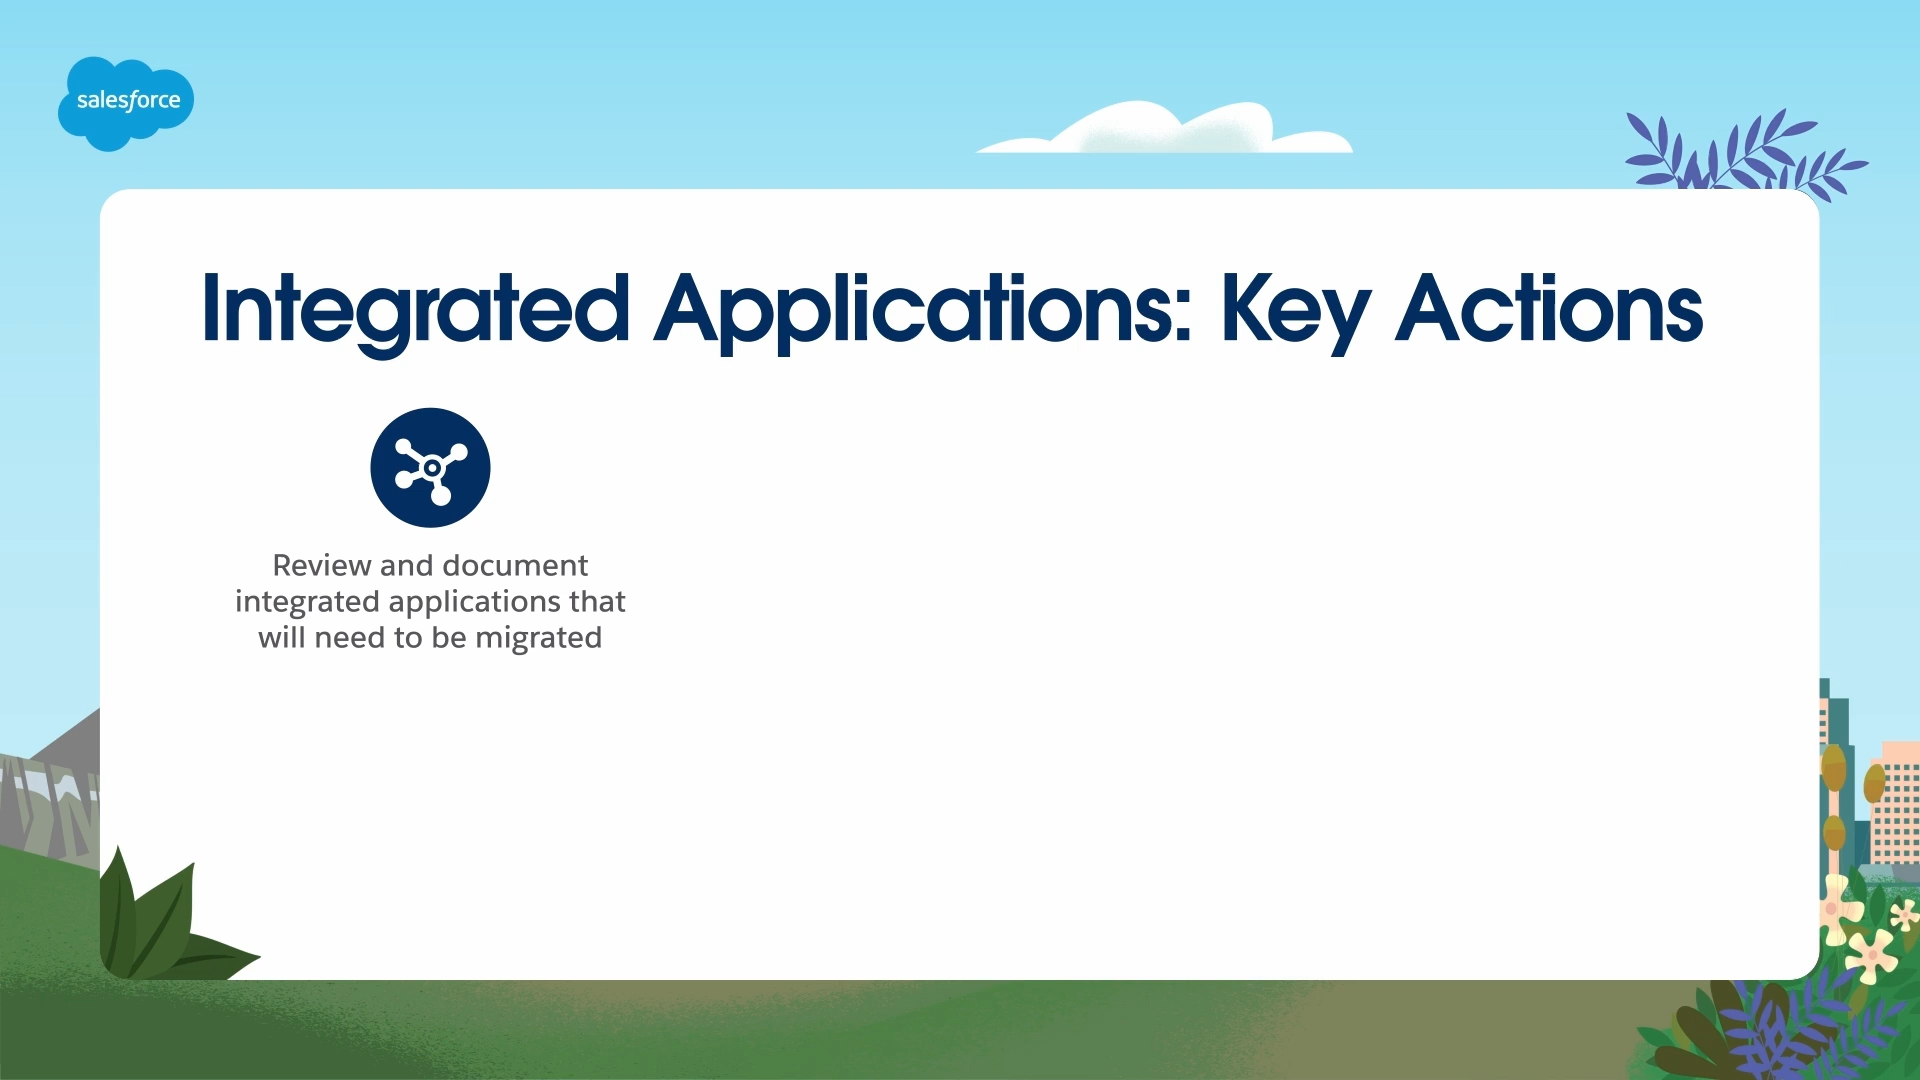 salesforce
Integrated Applications: Key Actions
Review and document
integrated applications that
will need to be migrated